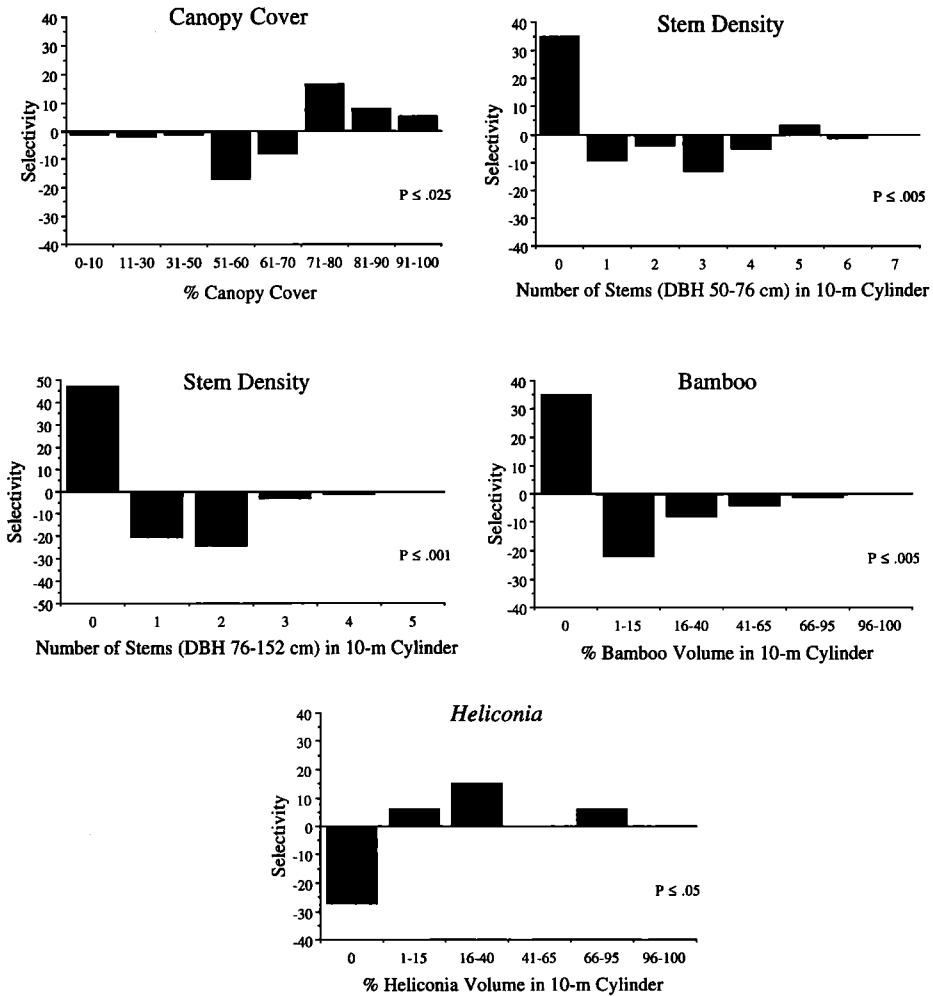 Canopy Cover
40
30
20
10
0
-10
-20
-30
-40
Selectivity
P ≤ .025
0-10 11-30 31-50 51-60 61-70 71-80 81-90 91-100
% Canopy Cover
Stem Density
40
30
20
10
0
-10
-20
-30
-40
Selectivity
P ≤ .005
0 1 2 3 4 5 6 7
Number of Stems (DBH 50-76 cm) in 10-m Cylinder
Stem Density
50
40
30
20
10
0
-10
-20
-30
-40
-50
Selectivity
P ≤ .001
0 1 2 3 4 5
Number of Stems (DBH 76-152 cm) in 10-m Cylinder
Bamboo
40
30
20
10
0
-10
-20
-30
-40
Selectivity
P ≤ .005
0 1-15 16-40 41-65 66-95 96-100
% Bamboo Volume in 10-m Cylinder
Heliconia
40
30
20
10
0
-10
-20
-30
-40
Selectivity
P ≤ .05
0 1-15 16-40 41-65 66-95 96-100
% Heliconia Volume in 10-m Cylinder